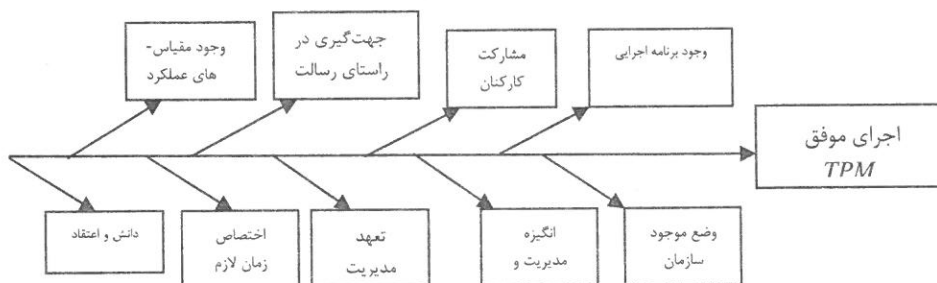 وجود مقیاس-
های عملکرد
جهت‌گیری در
راستای رسالت
مشارکت
کارکنان
وجود برنامه اجرایی
اجرای موفق
TPM
دانش و اعتقاد
اختصاص
زمان لازم
تعهد
مدیریت
انگیزه
مدیریت و
وضع موجود
سازمان